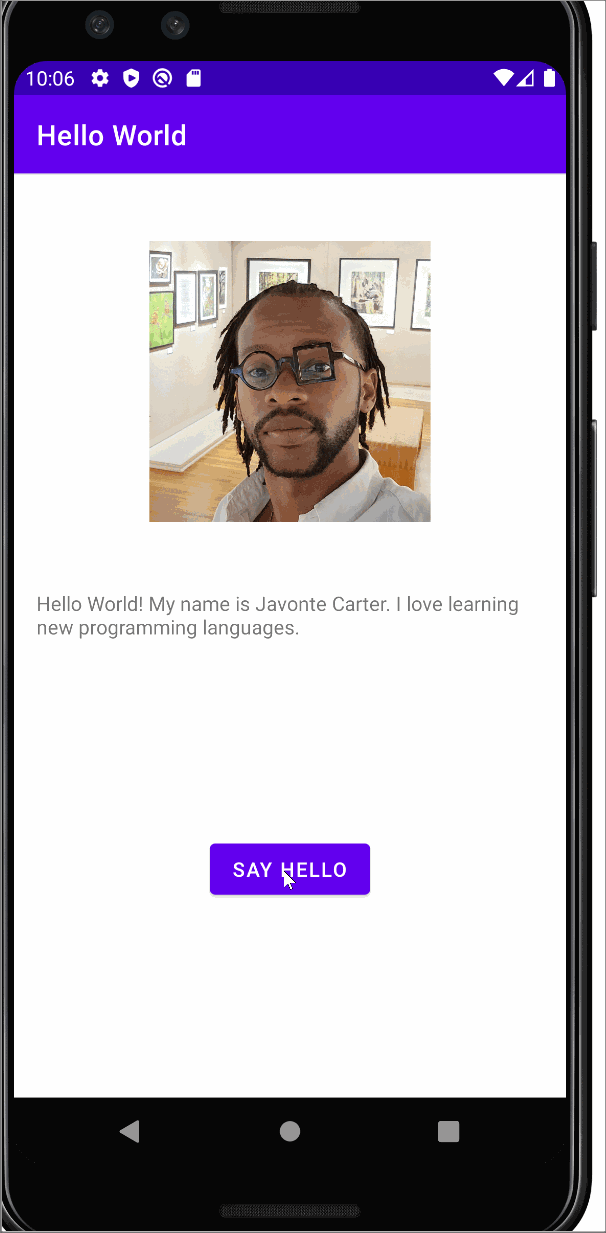 10:06
Hello World
Hello World! My name is Javonte Carter. I love learning
new programming languages.
SAY HELLO